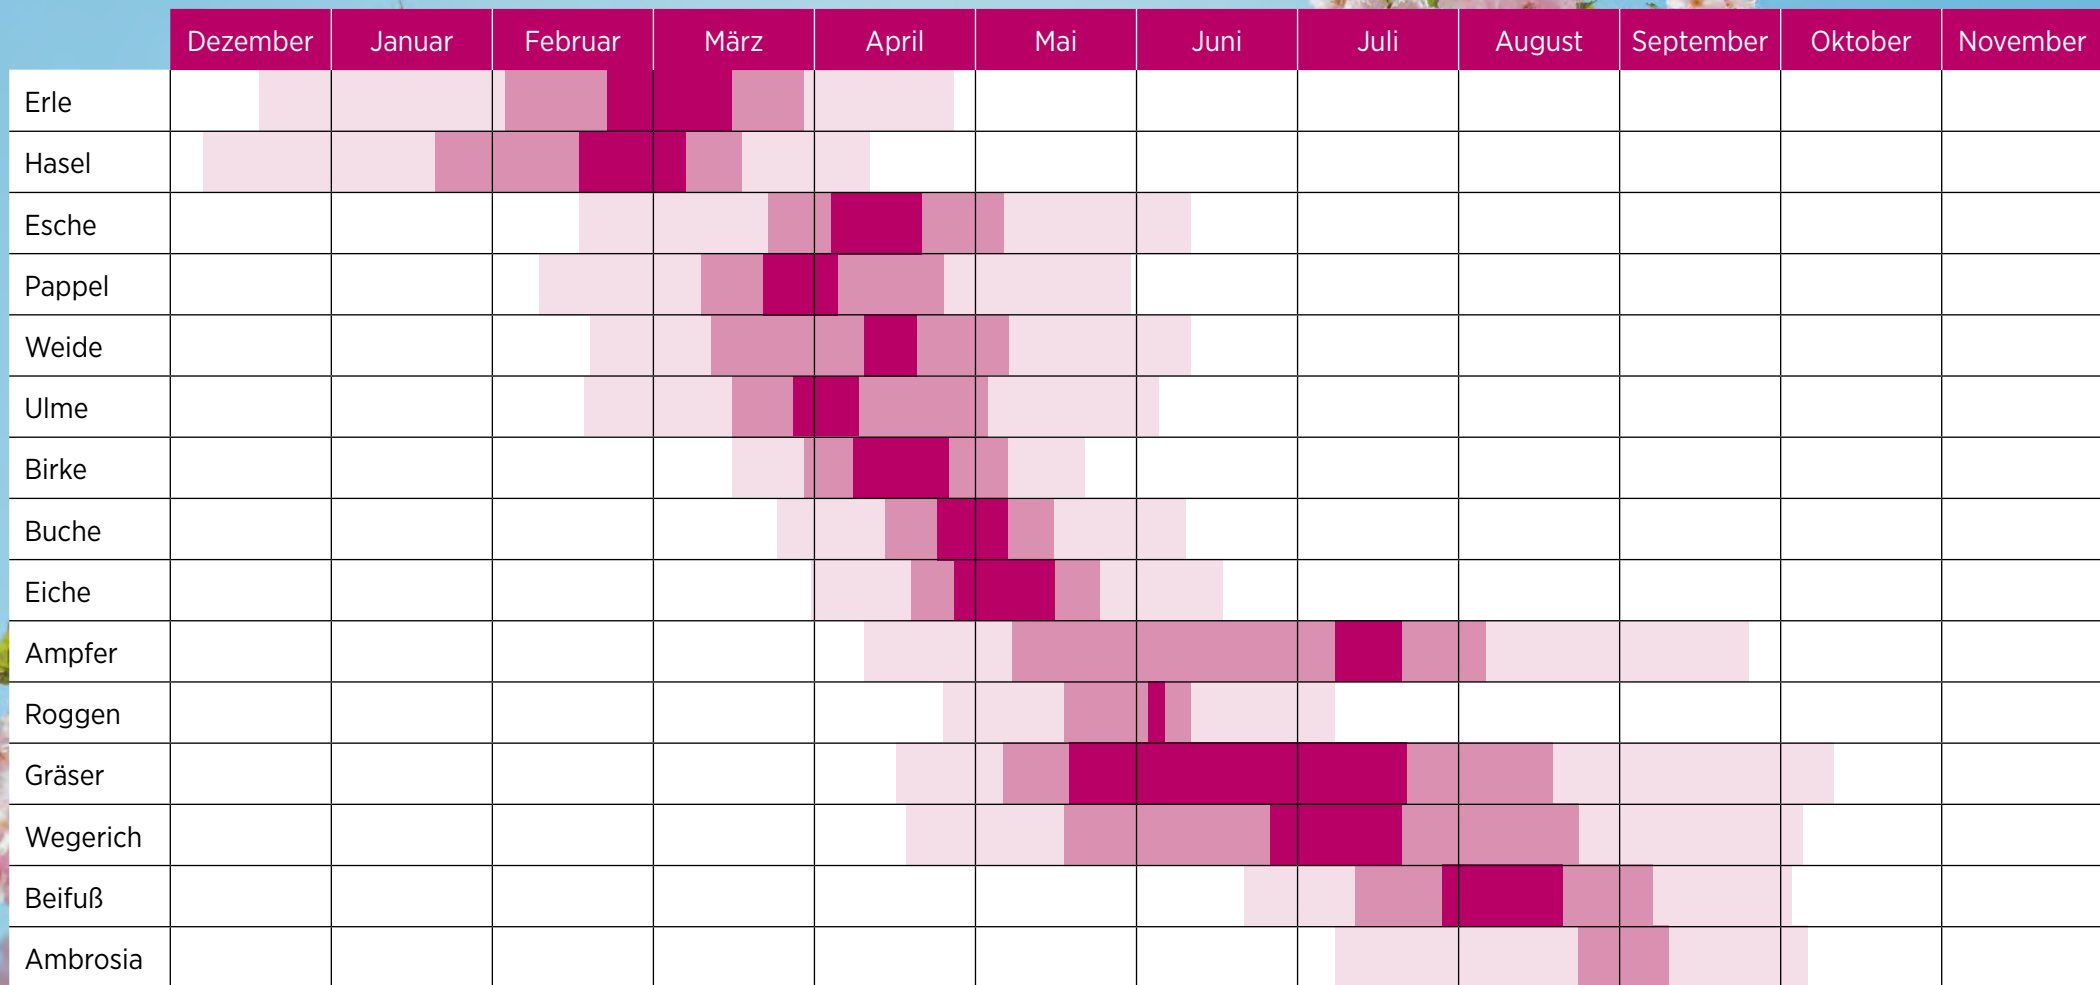 Dezember Januar Februar März April Mai Juni Juli August September Oktober November
Erle
Hasel
Esche
Pappel
Weide
Ulme
Birke
Buche
Eiche
Ampfer
Roggen
Gräser
Wegerich
Beifuß
Ambrosia